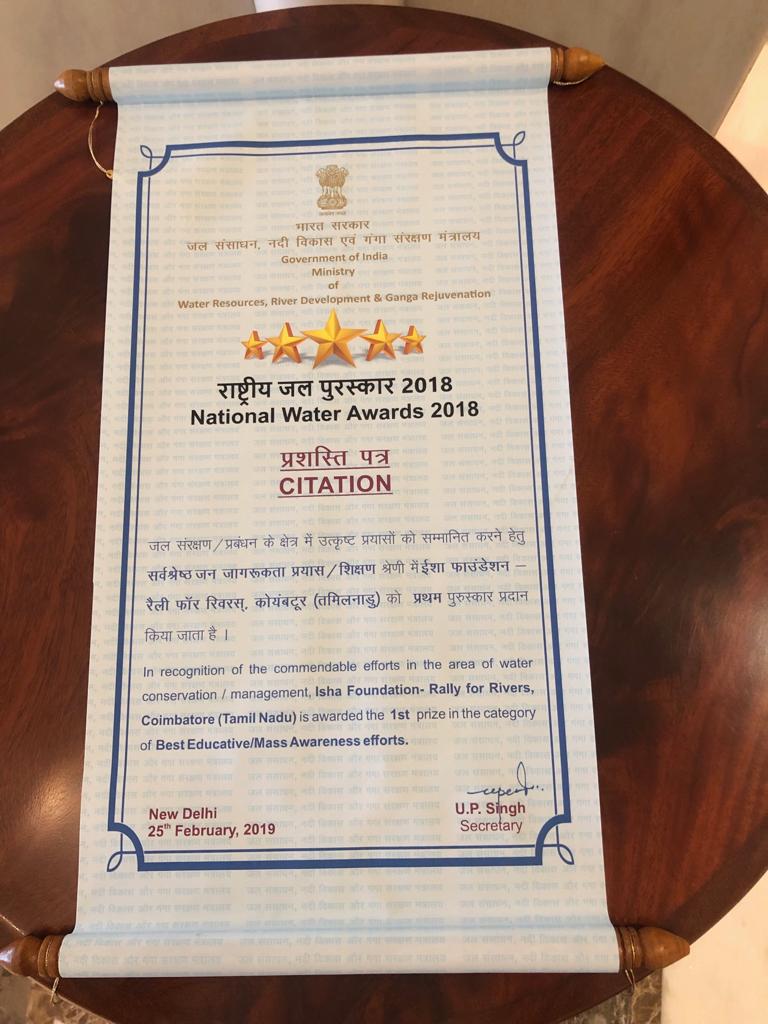 भारत सरकार
जल संसाधन, नदी विकास एवं गंगा संरक्षण मंत्रालय
Government of India
Ministry
of
Water Resources, River Development & Ganga Rejuvenation
राष्ट्रीय जल पुरस्कार 2018
National Water Awards 2018
प्रशस्ति पत्र
CITATION
जल संरक्षण/प्रबंधन के क्षेत्र में उत्कृष्ट प्रयासों को सम्मानित करने हेतु
सर्वश्रेष्ठ जन जागरूकता प्रयास/शिक्षण श्रेणी में ईशा फाउंडेशन –
रैली फॉर रिवरस, कोयंबटूर (तमिलनाडु) को प्रथम पुरुस्कार प्रदान
किया जाता है ।
In recognition of the commendable efforts in the area of water
conservation / management, Isha Foundation- Rally for Rivers,
Coimbatore (Tamil Nadu) is awarded the 1st prize in the category
of Best Educative/Mass Awareness efforts.
New Delhi
25th February, 2019
U.P. Singh
Secretary